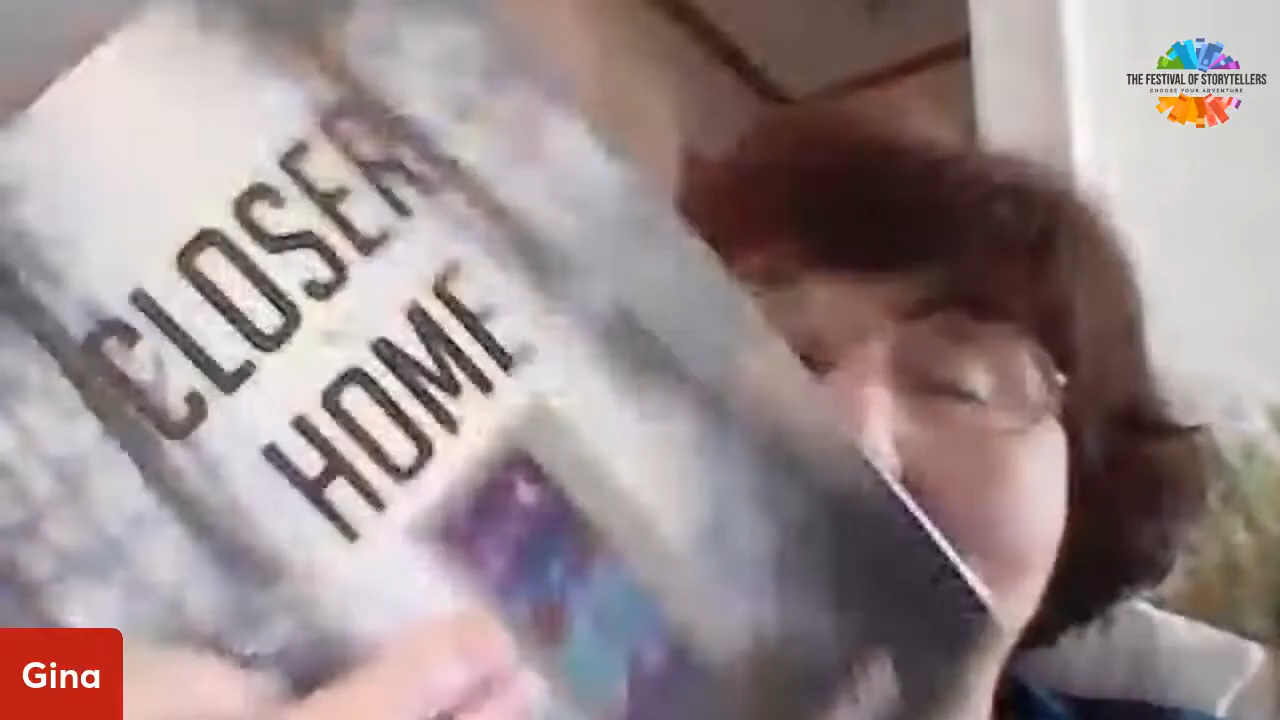 CLOSER
HOME
THE FESTIVAL OF STORYTELLERS
CHOOSE YOUR ADVENTURE
Gina